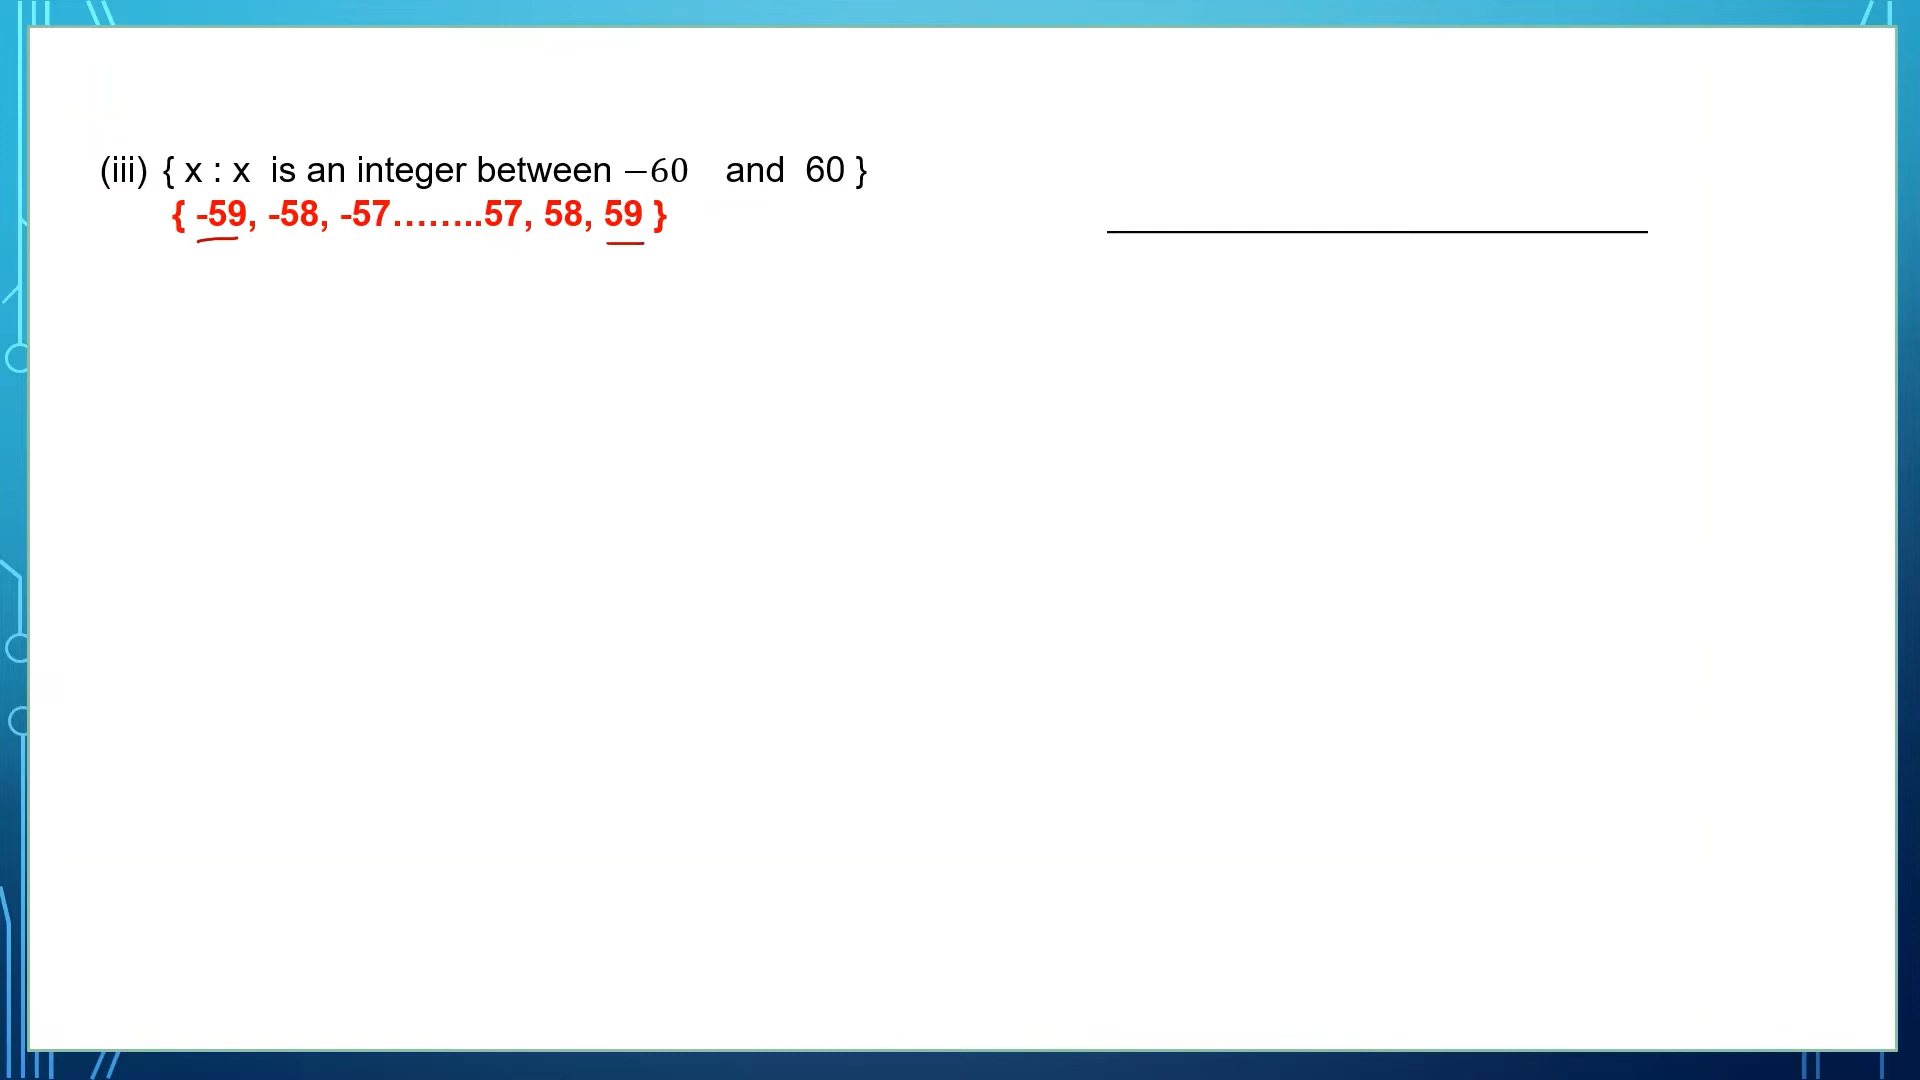 (iii) { x : x is an integer between −60 and 60 }
{ -59, -58, -57……..57, 58, 59 }